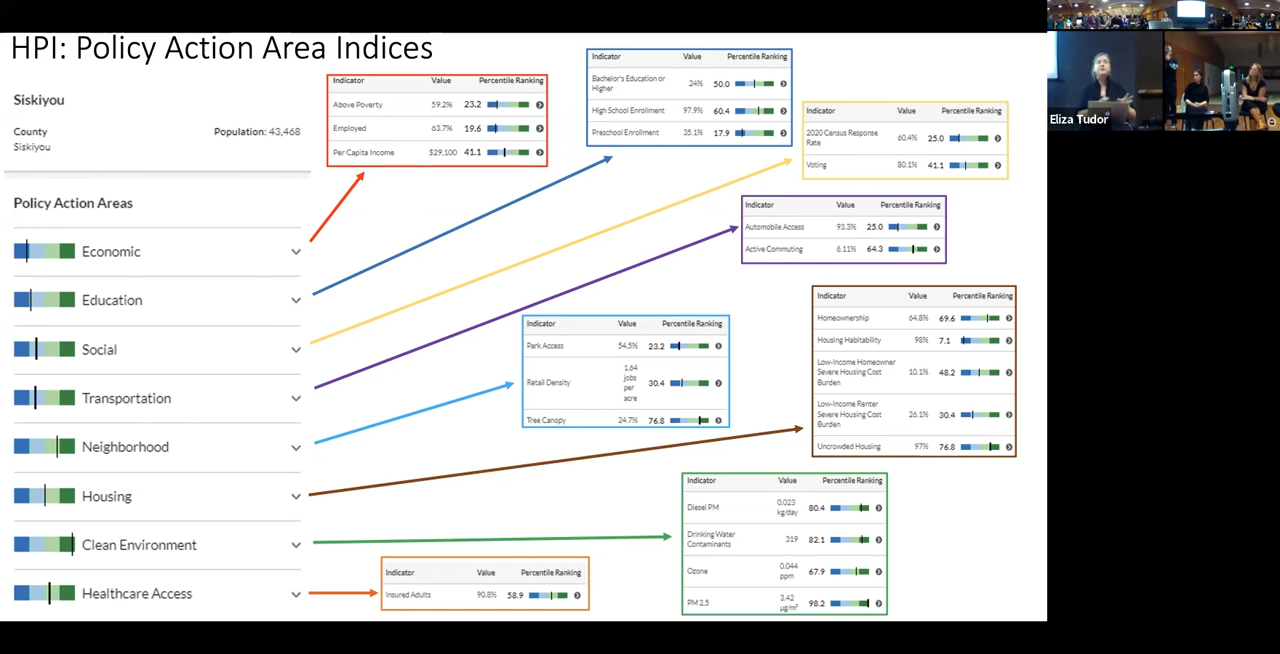 HPI: Policy Action Area Indices
Siskiyou
County Population: 43,468
Siskiyou
Policy Action Areas
Economic
Education
Social
Transportation
Neighborhood
Housing
Clean Environment
Healthcare Access
Indicator Value Percentile Ranking
Above Poverty 59.2% 23.2
Employed 63.7% 19.6
Per Capita Income $29,100 41.1
Indicator Value Percentile Ranking
Bachelor's Education or
Higher 24% 50.0
High School Enrollment 97.9% 60.4
Preschool Enrollment 35.1% 17.9
Indicator Value Percentile Ranking
2020 Census Response
Rate 60.4% 25.0
Voting 80.1% 41.1
Indicator Value Percentile Ranking
Automobile Access 93.3% 25.0
Active Commuting 6.11% 64.3
Indicator Value Percentile Ranking
Park Access 54.5% 23.2
Retail Density 1.64
jobs
per
acre 30.4
Tree Canopy 24.7% 76.8
Indicator Value Percentile Ranking
Homeownership 64.8% 69.6
Housing Habitability 98% 7.1
Low-Income Homeowner
Severe Housing Cost 10.1% 48.2
Burden
Low-Income Renter
Severe Housing Cost 26.1% 30.4
Burden
Uncrowded Housing 97% 76.8
Indicator Value Percentile Ranking
Diesel PM 0.023
kg/day 80.4
Drinking Water
Contaminants 319 82.1
Ozone 0.044
ppm 67.9
PM 2.5 3.42
µg/m³ 98.2
Indicator Value Percentile Ranking
Insured Adults 90.8% 58.9
Eliza Tudor